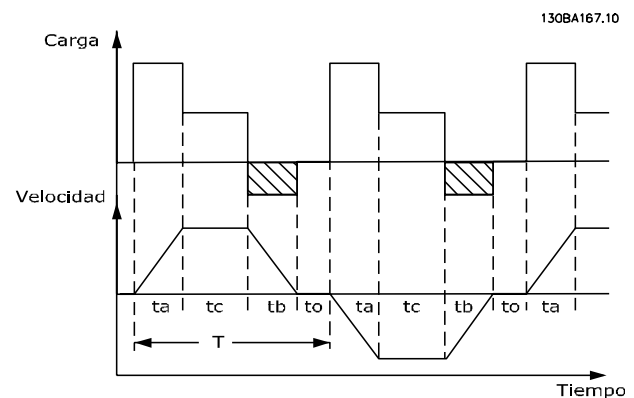 130BA167.10
Carga
Velocidad
ta tc tb to ta tc tb to ta
T
Tiempo